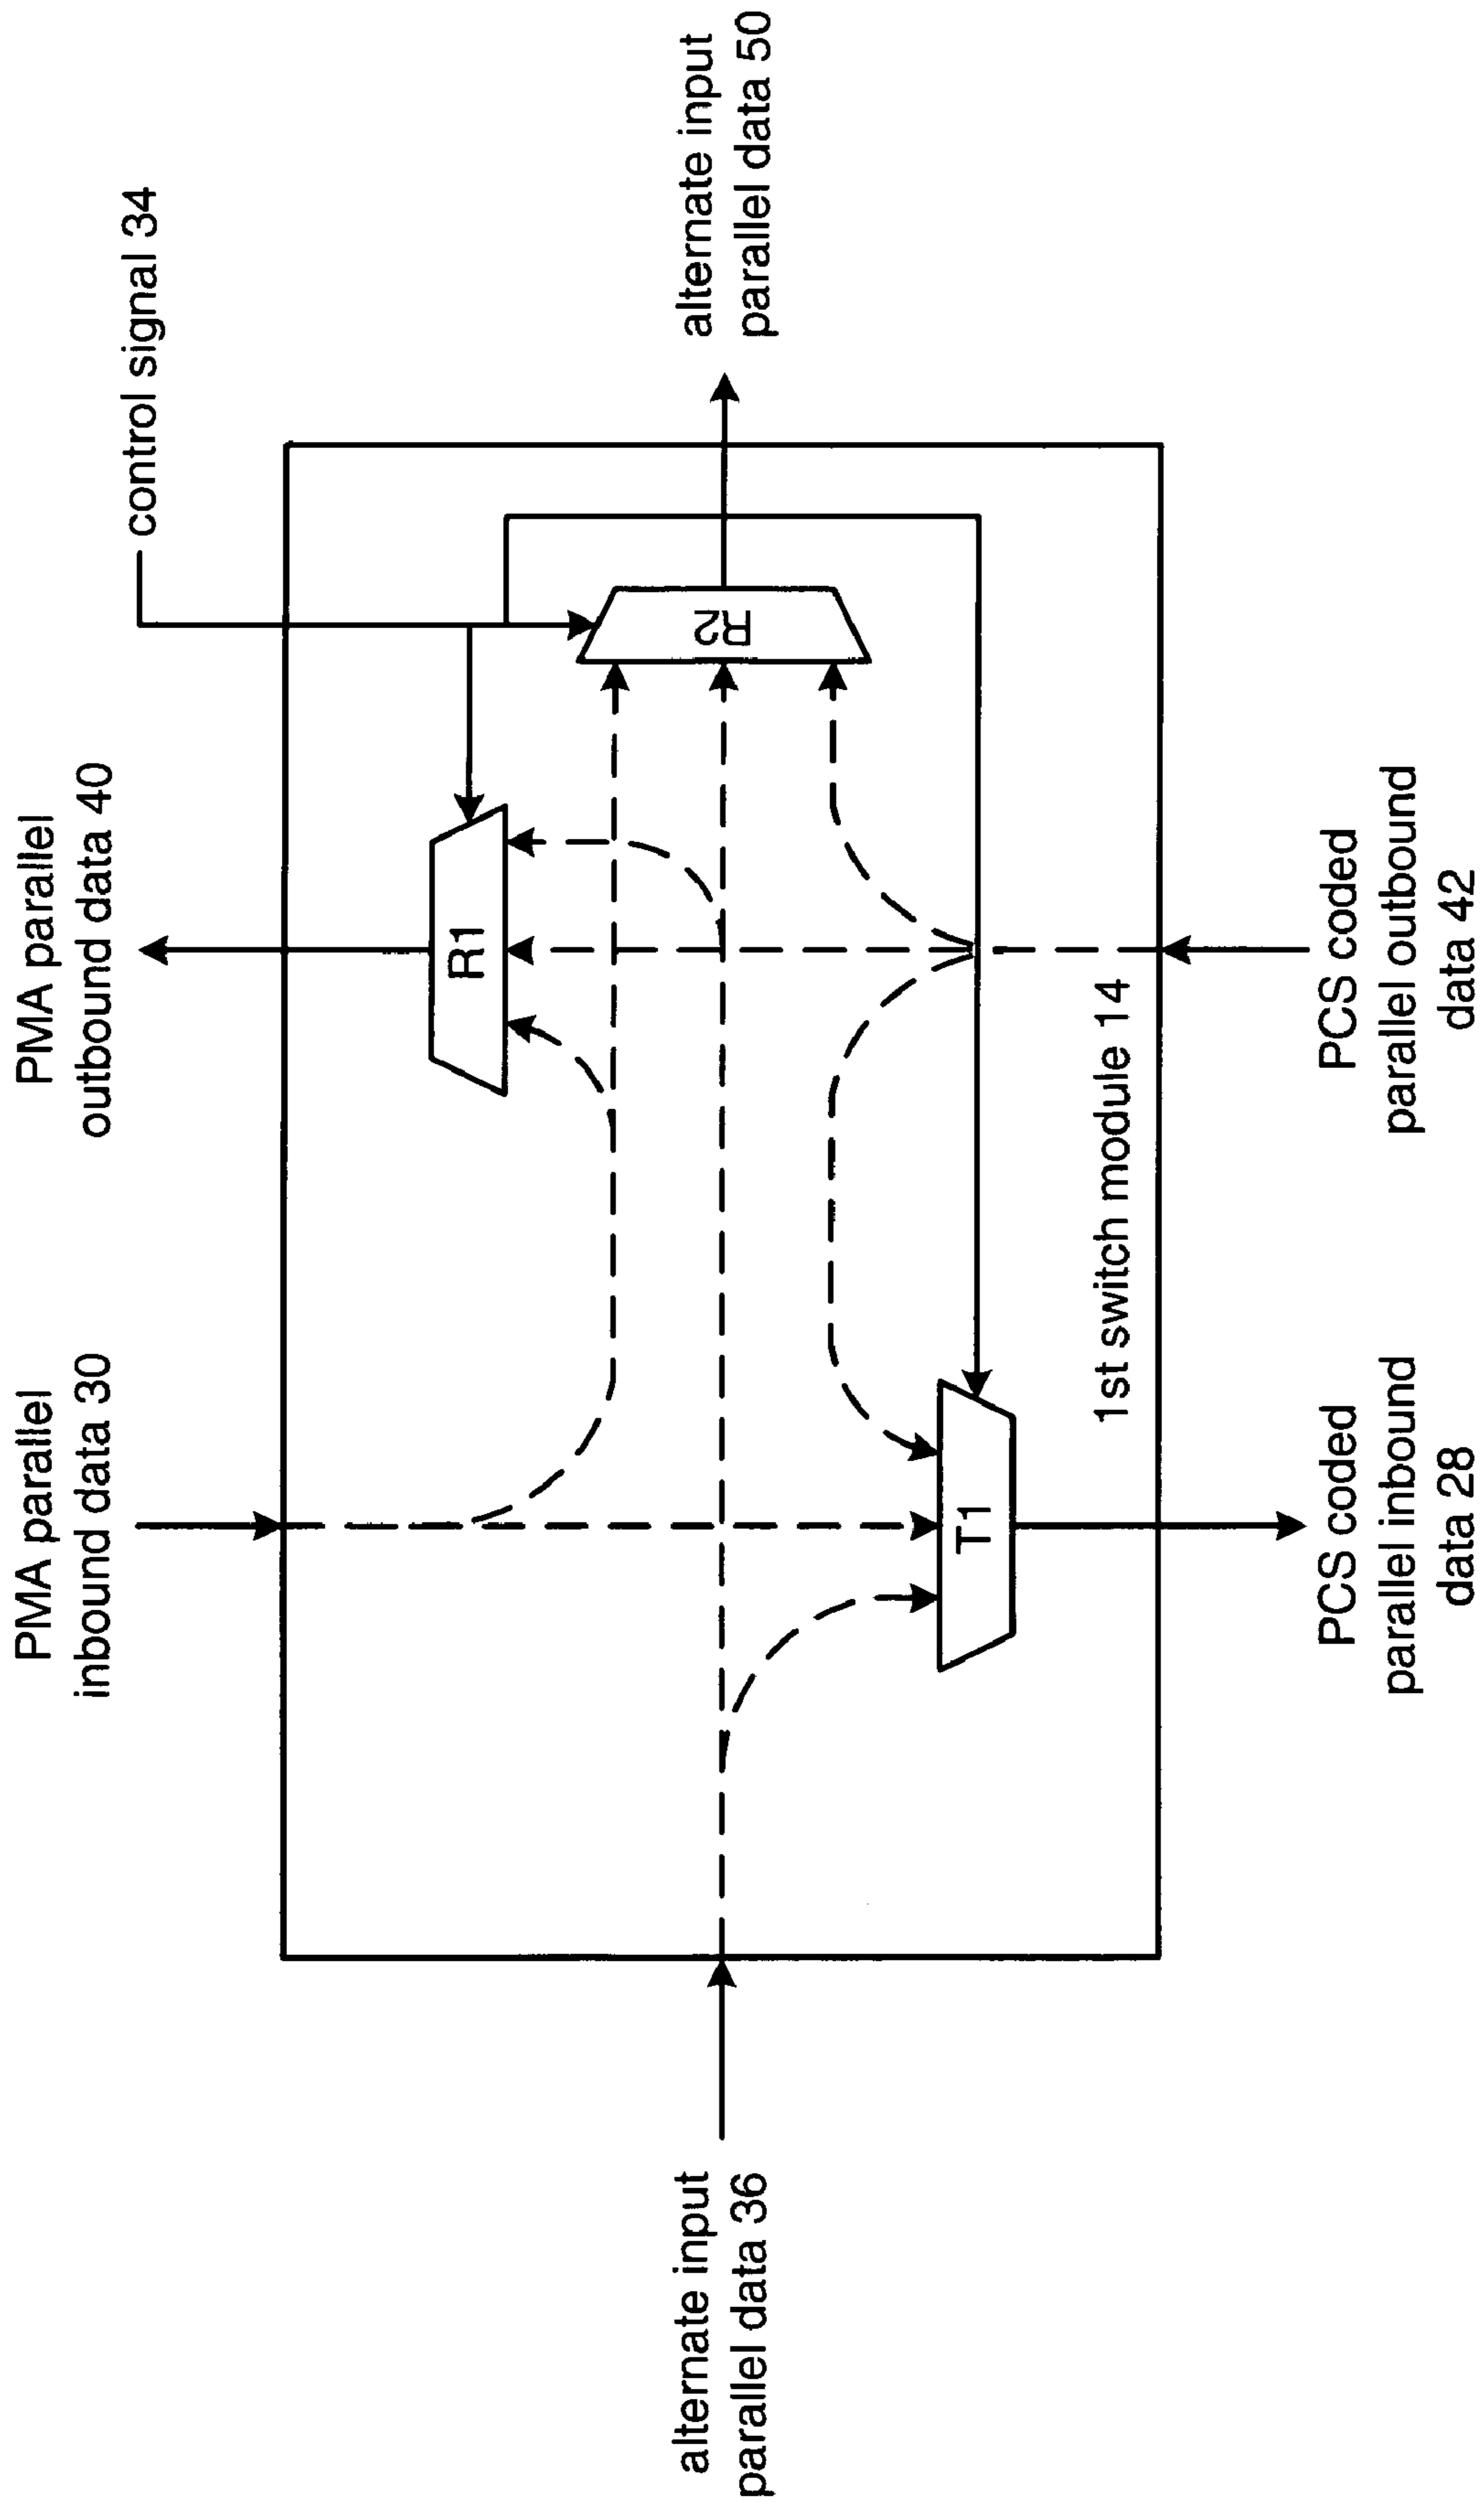 PMA parallel
inbound data 30
PMA parallel
outbound data 40
control signal 34
alternate input
parallel data 36
R1
R2
T1
alternate input
parallel data 50
1st switch module 14
PCS coded
parallel inbound
data 28
PCS coded
parallel outbound
data 42